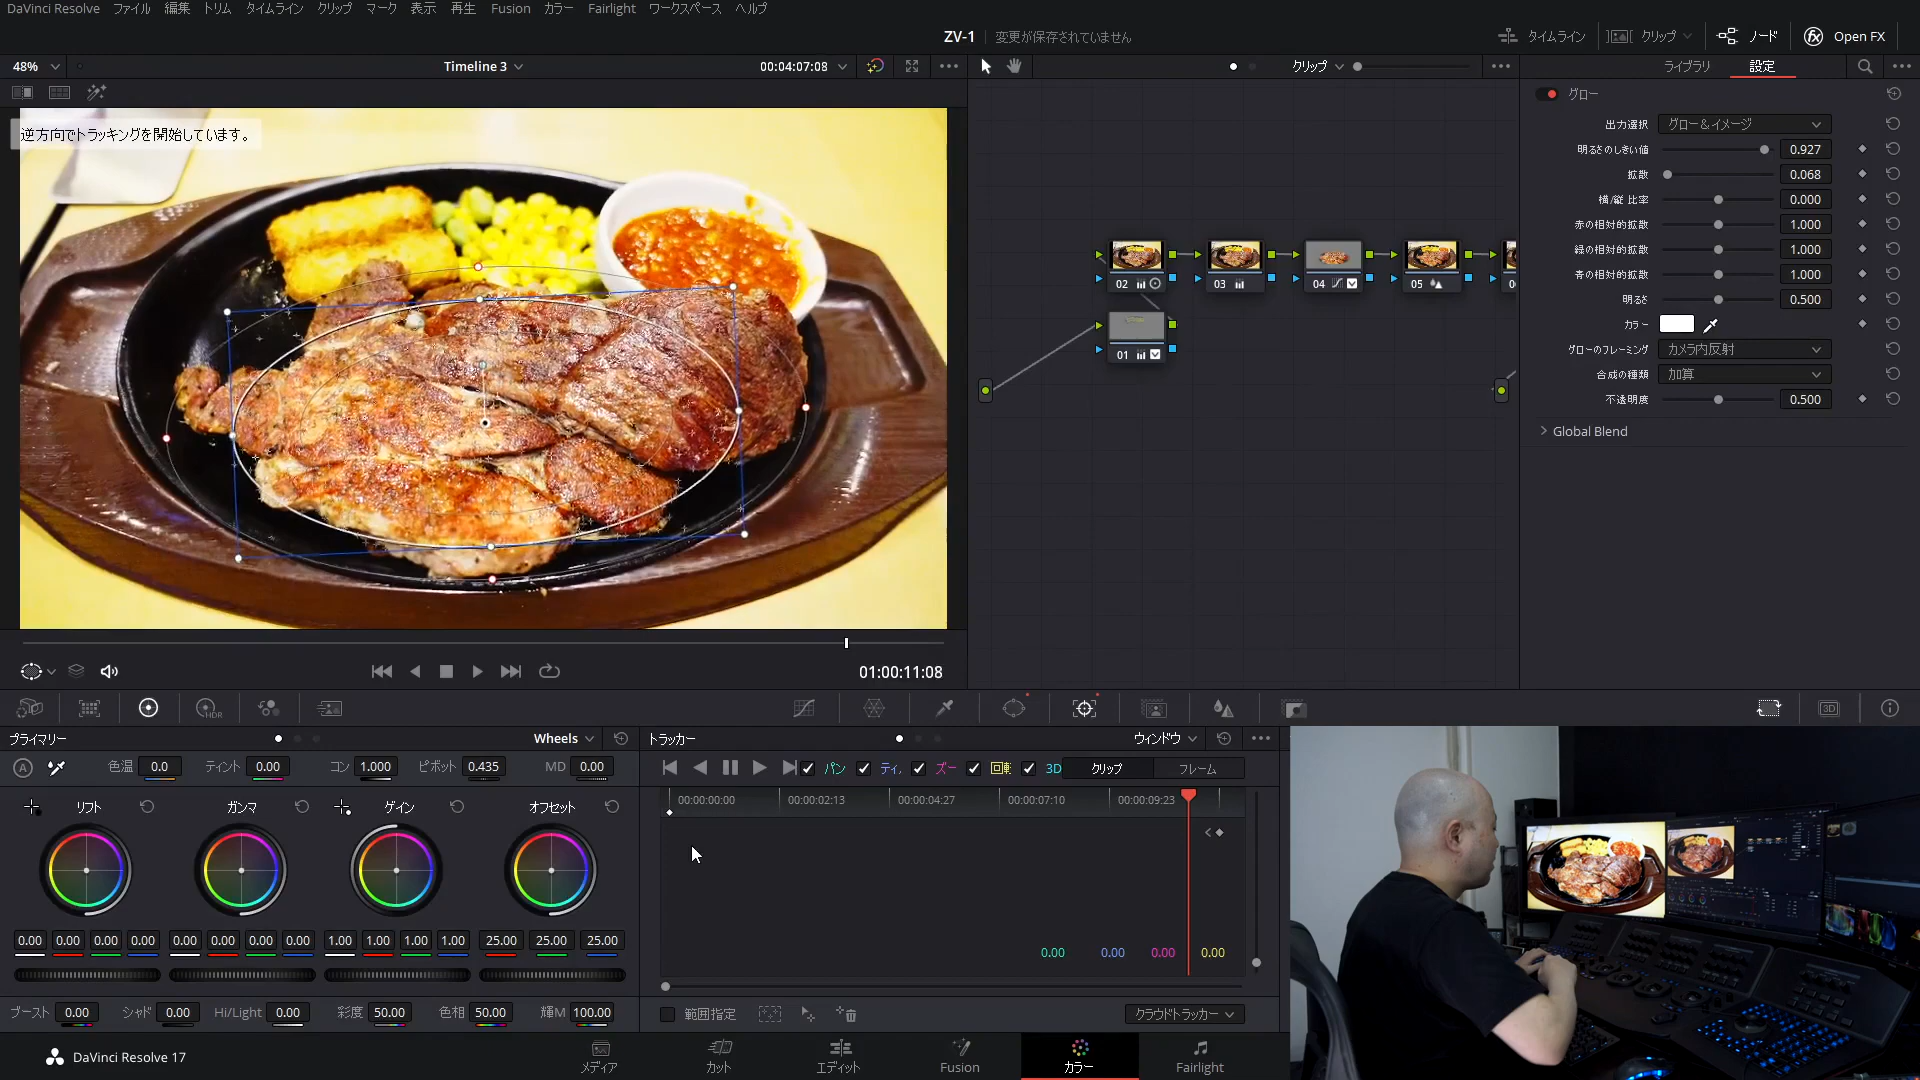 DaVinci Resolve ファイル 編集 トリム タイムライン クリップ マーク 表示 再生 Fusion カラー Fairlight ワークスペース ヘルプ
ZV-1 変更が保存されていません
タイムライン クリップ ノード Open FX
48% Timeline 3 00:04:07:08 クリップ ライブラリ 設定
逆方向でトラッキングを開始しています。
グロー
出力選択 グロー&イメージ
明るさのしきい値 0.927
拡散 0.068
横/縦 比率 0.000
赤の相対的拡散 1.000
緑の相対的拡散 1.000
青の相対的拡散 1.000
明るさ 0.500
カラー
グローのフレーミング カメラ内反射
合成の種類 加算
不透明度 0.500
Global Blend
02 03 04 05
01
01:00:11:08
HDR 3D
プライマリー Wheels
トラッカー ウィンドウ
A 色温 0.0 ティント 0.00 コン 1.000 ピボット 0.435 MD 0.00
パン ティ, ズー 回転 3D クリップ フレーム
リフト ガンマ ゲイン オフセット
00:00:00:00 00:00:02:13 00:00:04:27 00:00:07:10 00:00:09:23
0.00 0.00 0.00 0.00
0.00 0.00 0.00 0.00 0.00 0.00 0.00 0.00 1.00 1.00 1.00 1.00 25.00 25.00 25.00
ブースト 0.00 シャド 0.00 Hi/Light 0.00 彩度 50.00 色相 50.00 輝M 100.00
範囲指定 クラウドトラッカー
DaVinci Resolve 17
メディア カット エディット Fusion カラー Fairlight